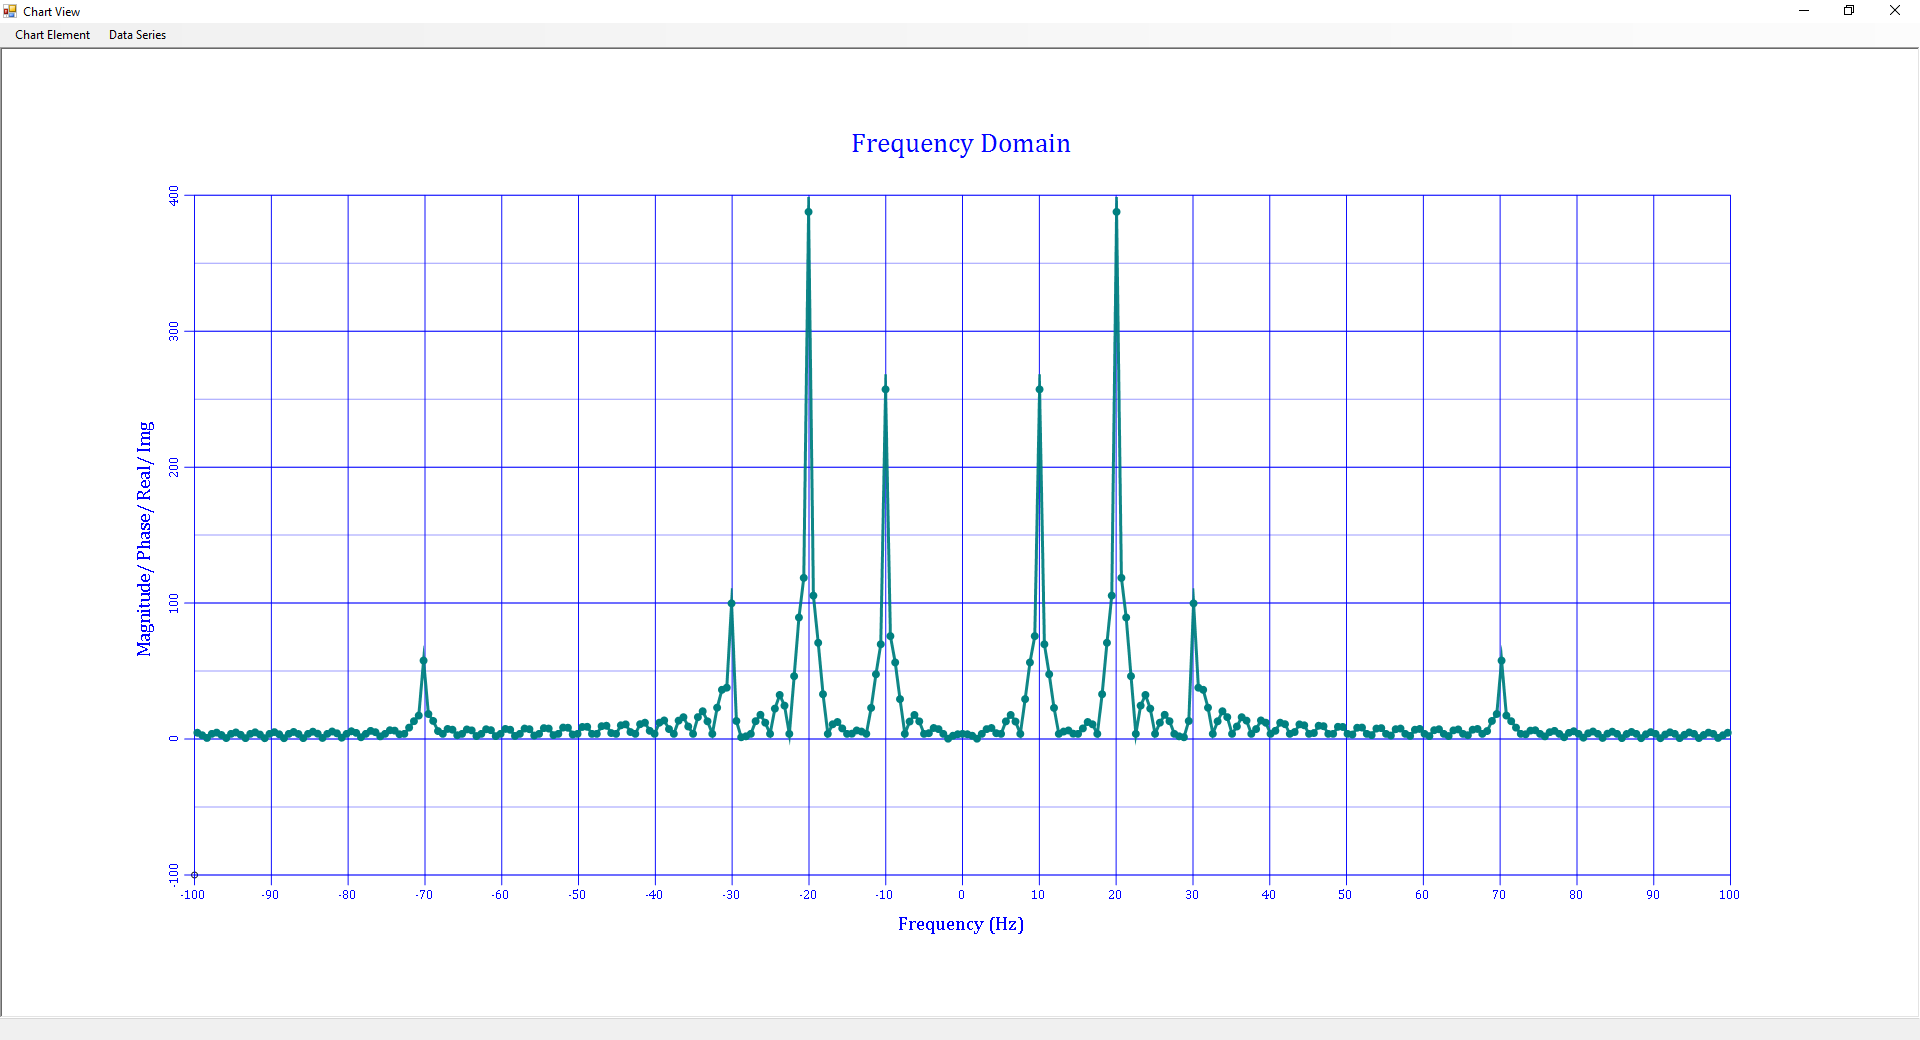 Chart View
Chart Element Data Series
Frequency Domain
400
300
200
100
0
-100
Magnitude/ Phase/ Real/ Img
-100 -90 -80 -70 -60 -50 -40 -30 -20 -10 0 10 20 30 40 50 60 70 80 90 100
Frequency (Hz)